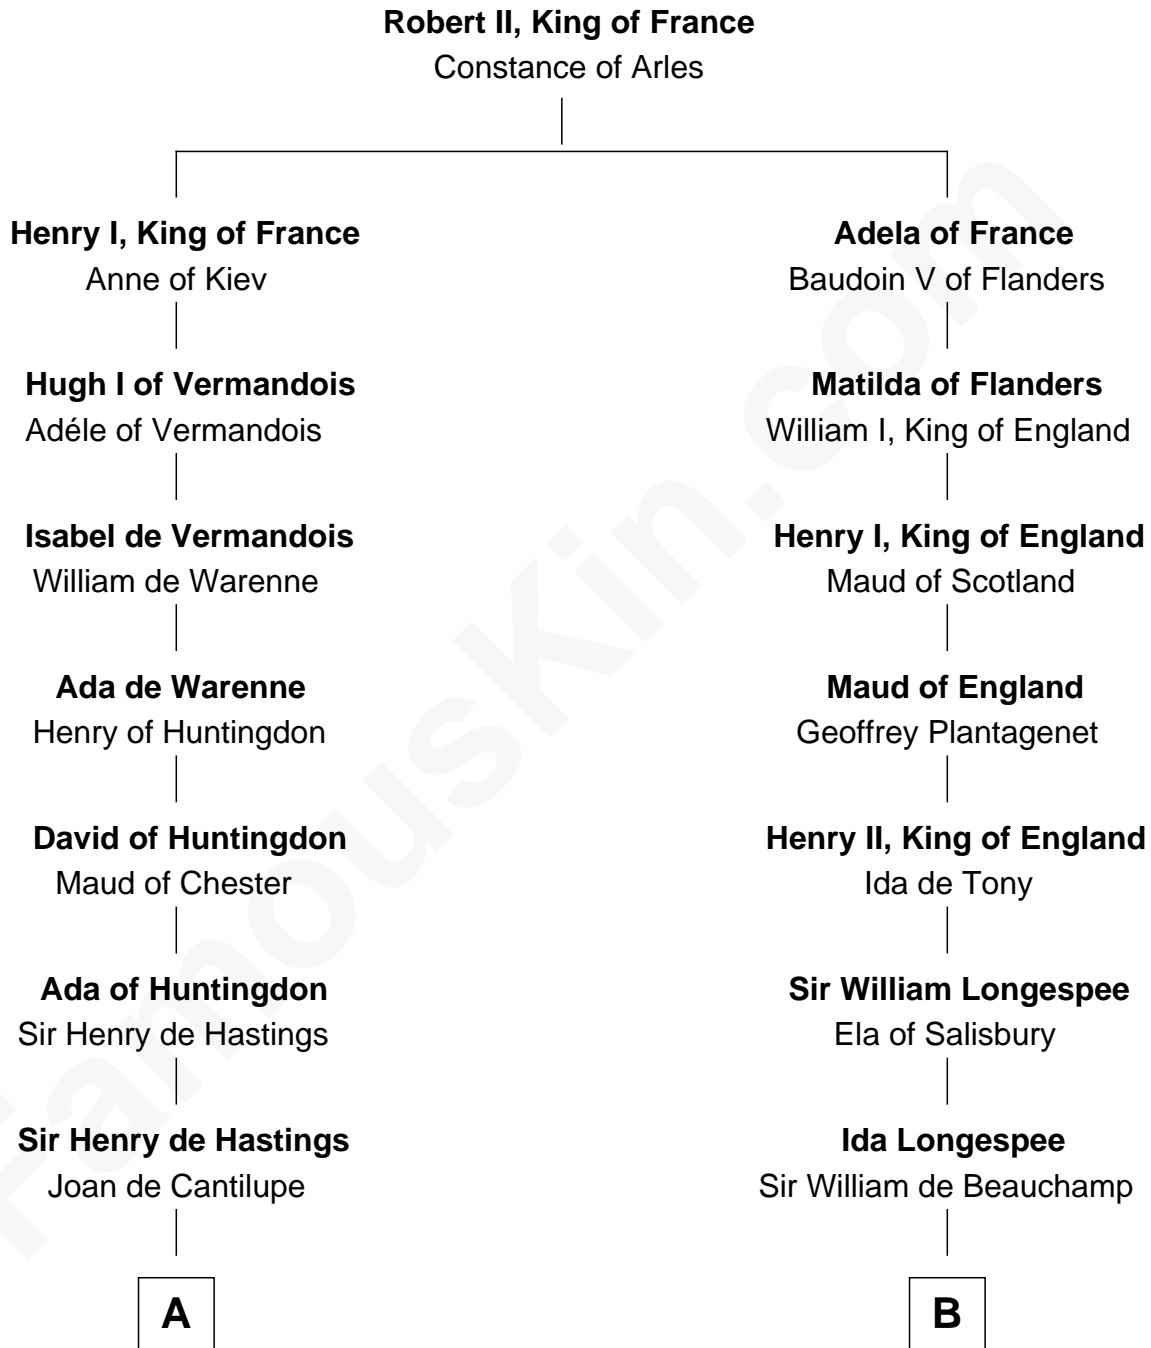 Robert II, King of France
Constance of Arles
Henry I, King of France
Anne of Kiev
Adela of France
Baudoin V of Flanders
Hugh I of Vermandois
Adéle of Vermandois
Matilda of Flanders
William I, King of England
Isabel de Vermandois
William de Warenne
Henry I, King of England
Maud of Scotland
Ada de Warenne
Henry of Huntingdon
Maud of England
Geoffrey Plantagenet
David of Huntingdon
Maud of Chester
Henry II, King of England
Ida de Tony
Ada of Huntingdon
Sir Henry de Hastings
Sir William Longespee
Ela of Salisbury
Sir Henry de Hastings
Joan de Cantilupe
Ida Longespee
Sir William de Beauchamp
A
B
FamousKin.com